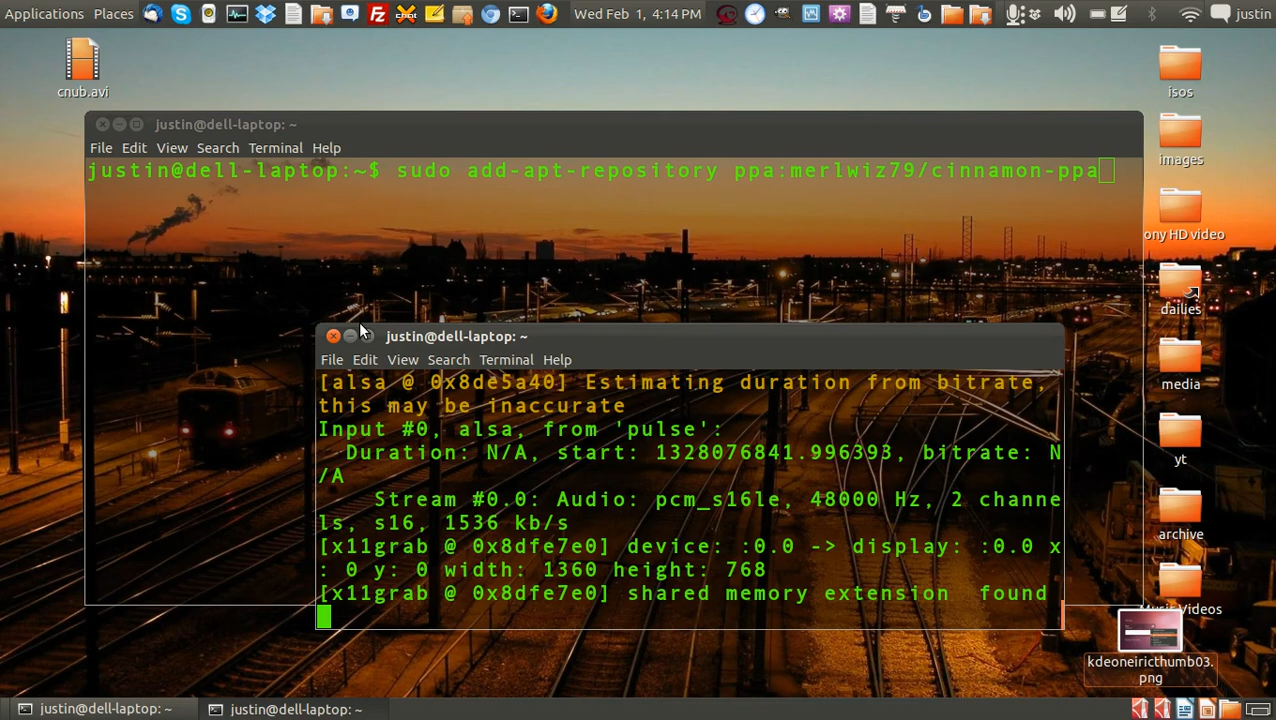 Applications Places Wed Feb 1, 4:14 PM justin
cnub.avi
isos
images
ony HD video
dailies
media
yt
archive
Music Videos
kdeoneiricthumb03.
png
justin@dell-laptop: ~
File Edit View Search Terminal Help
justin@dell-laptop:~$ sudo add-apt-repository ppa:merlwiz79/cinnamon-ppa
justin@dell-laptop: ~
File Edit View Search Terminal Help
[alsa @ 0x8de5a40] Estimating duration from bitrate,
this may be inaccurate
Input #0, alsa, from 'pulse':
Duration: N/A, start: 1328076841.996393, bitrate: N
/A
Stream #0.0: Audio: pcm_s16le, 48000 Hz, 2 channe
ls, s16, 1536 kb/s
[x11grab @ 0x8dfe7e0] device: :0.0 -> display: :0.0 x
: 0 y: 0 width: 1360 height: 768
[x11grab @ 0x8dfe7e0] shared memory extension found
justin@dell-laptop: ~ justin@dell-laptop: ~